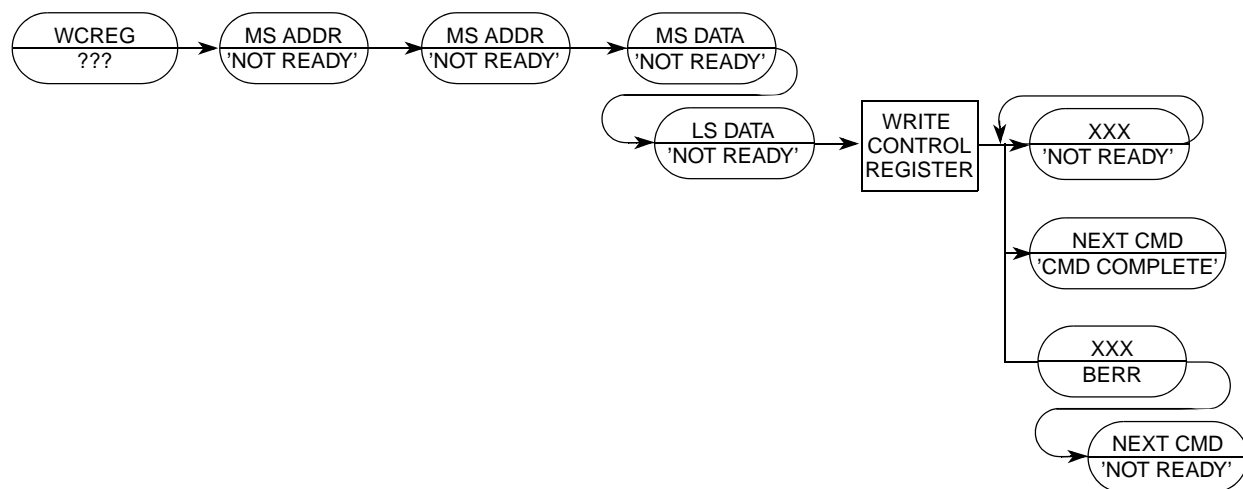 WCREG
???
MS ADDR
'NOT READY'
MS ADDR
'NOT READY'
MS DATA
'NOT READY'
LS DATA
'NOT READY'
WRITE
CONTROL
REGISTER
XXX
'NOT READY'
NEXT CMD
'CMD COMPLETE'
XXX
BERR
NEXT CMD
'NOT READY'